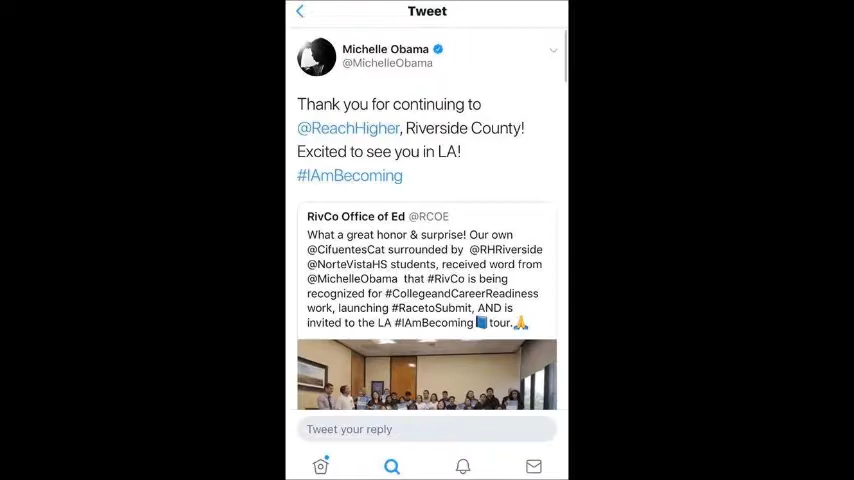 Tweet
Michelle Obama
@MichelleObama
Thank you for continuing to
@ReachHigher, Riverside County!
Excited to see you in LA!
#IAmBecoming
RivCo Office of Ed @RCOE
What a great honor & surprise! Our own
@CifuentesCat surrounded by @RHRiverside
@NorteVistaHS students, received word from
@MichelleObama that #RivCo is being
recognized for #CollegeandCareerReadiness
work, launching #RacetoSubmit, AND is
invited to the LA #IAmBecoming📘tour.🙏
Tweet your reply